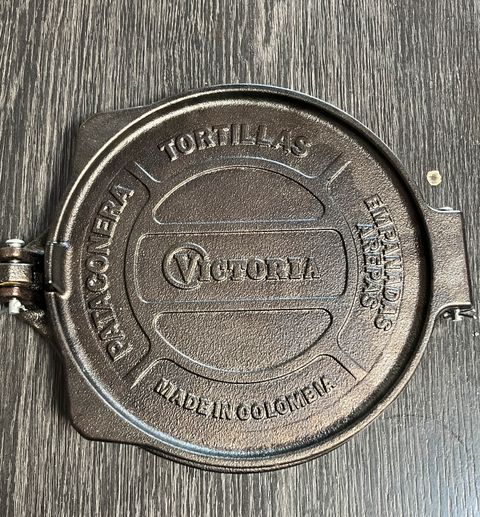 TORTILLAS
PATACONERA
VICTORIA
EMPANADAS
AREPAS
MADE IN COLOMBIA